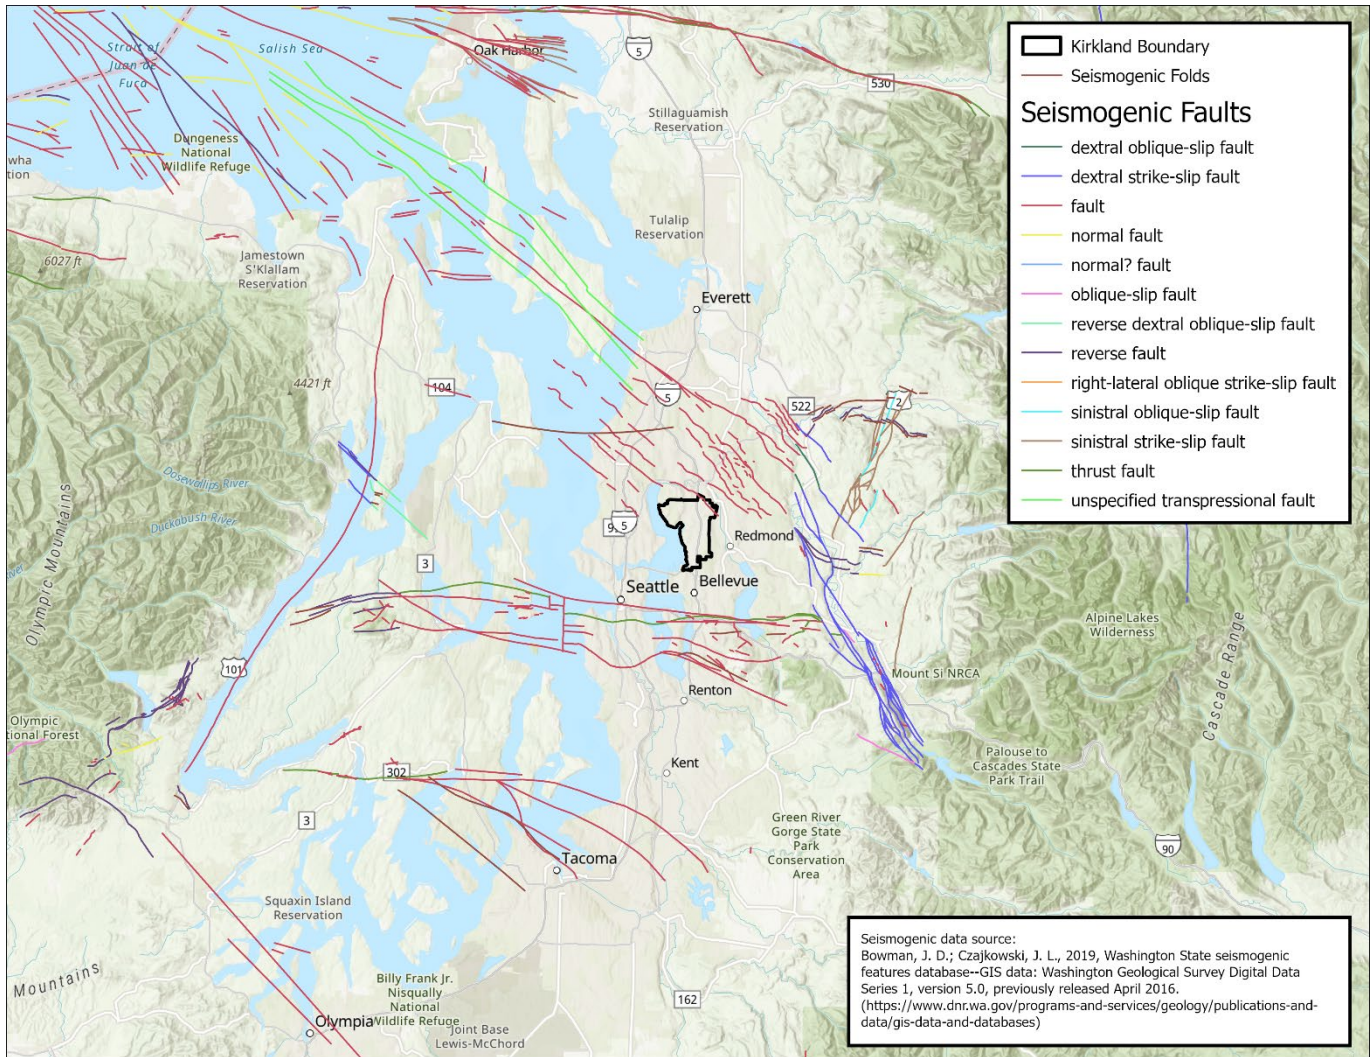 Strait of
Juan de
Fuca
Salish Sea
Oak Harbor
5
530
Stillaguamish
Reservation
Dungeness
National
Wildlife Refuge
wha
tion
Tulalip
Reservation
6027 ft
Jamestown
S'Klallam
Reservation
Everett
4421 ft
104
5
522
2
Dosewallips River
Duckabush River
River
Olympic Mountains
5
Redmond
3
Seattle
Bellevue
Alpine Lakes
Wilderness
Cascade Range
101
Mount Si NRCA
Renton
Olympic
tional Forest
Palouse to
Cascades State
Park Trail
302
Kent
3
Green River
Gorge State
Park
Conservation
Area
90
Tacoma
Squaxin Island
Reservation
Mountains
Billy Frank Jr.
Nisqually
National
Wildlife Refuge
162
Olympia
Joint Base
Lewis-McChord
Kirkland Boundary
Seismogenic Folds
Seismogenic Faults
dextral oblique-slip fault
dextral strike-slip fault
fault
normal fault
normal? fault
oblique-slip fault
reverse dextral oblique-slip fault
reverse fault
right-lateral oblique strike-slip fault
sinistral oblique-slip fault
sinistral strike-slip fault
thrust fault
unspecified transpressional fault
Seismogenic data source:
Bowman, J. D.; Czajkowski, J. L., 2019, Washington State seismogenic
features database--GIS data: Washington Geological Survey Digital Data
Series 1, version 5.0, previously released April 2016.
(https://www.dnr.wa.gov/programs-and-services/geology/publications-and-
data/gis-data-and-databases)